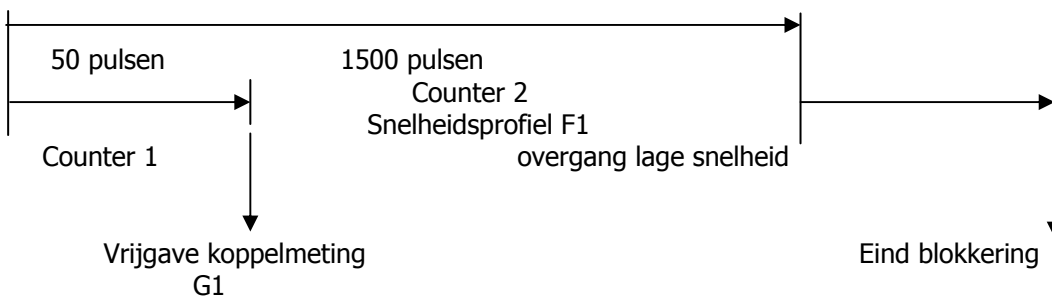 50 pulsen 1500 pulsen
Counter 2
Snelheidsprofiel F1
Counter 1 overgang lage snelheid
Vrijgave koppelmeting Eind blokkering
G1